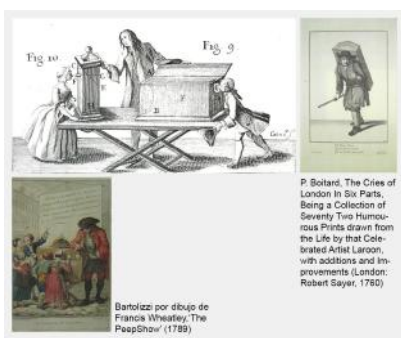 Fig. 10.
Fig. 9.
P. Boitard, The Cries of
London In Six Parts,
Being a Collection of
Seventy Two Humou-
rous Prints drawn from
the Life by that Cele-
brated Artist Laroon,
with additions and Im-
provements (London:
Robert Sayer, 1760)
Bartolizzi por dibujo de
Francis Wheatley,'The
PeepShow' (1789)